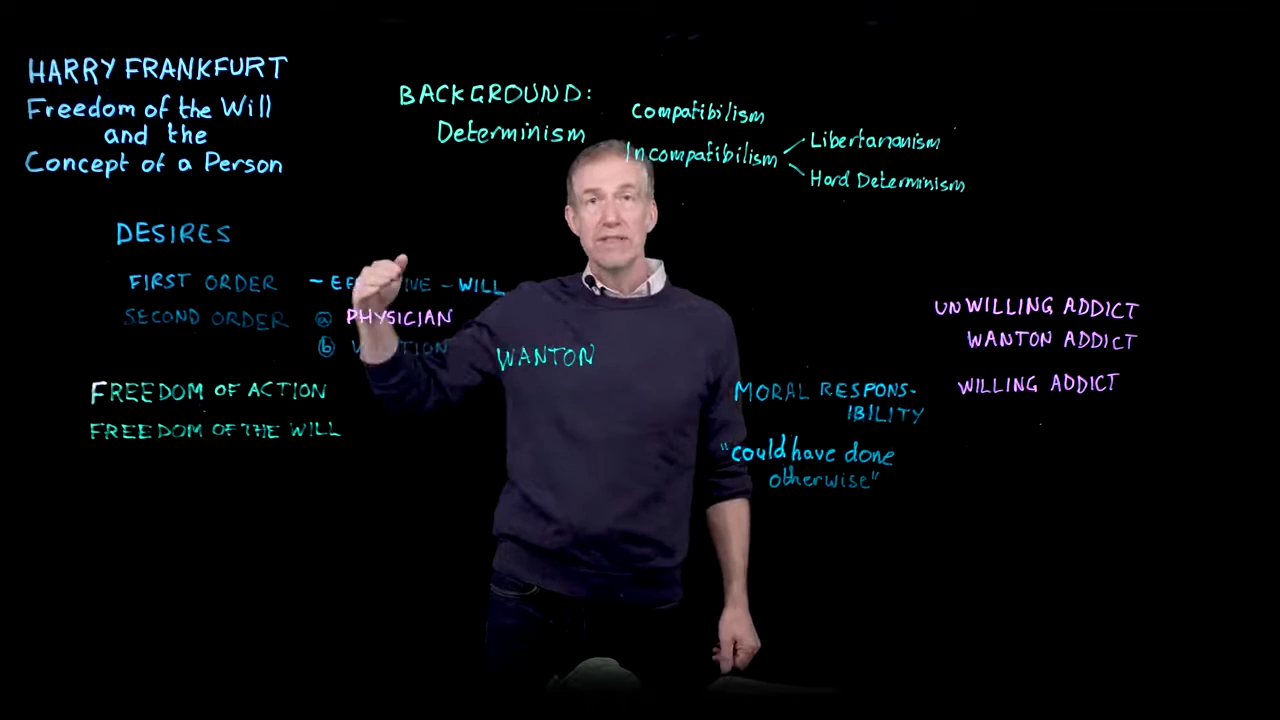 HARRY FRANKFURT
Freedom of the Will
and the
Concept of a Person
BACKGROUND:
Determinism
Compatibilism
Incompatibilism
Libertarianism
Hard Determinism
DESIRES
FIRST ORDER - EFFECTIVE - WILL
SECOND ORDER ⓐ PHYSICIAN
ⓑ VOLITION
WANTON
FREEDOM OF ACTION
FREEDOM OF THE WILL
MORAL RESPONS-
IBILITY
"could have done
otherwise"
UNWILLING ADDICT
WANTON ADDICT
WILLING ADDICT